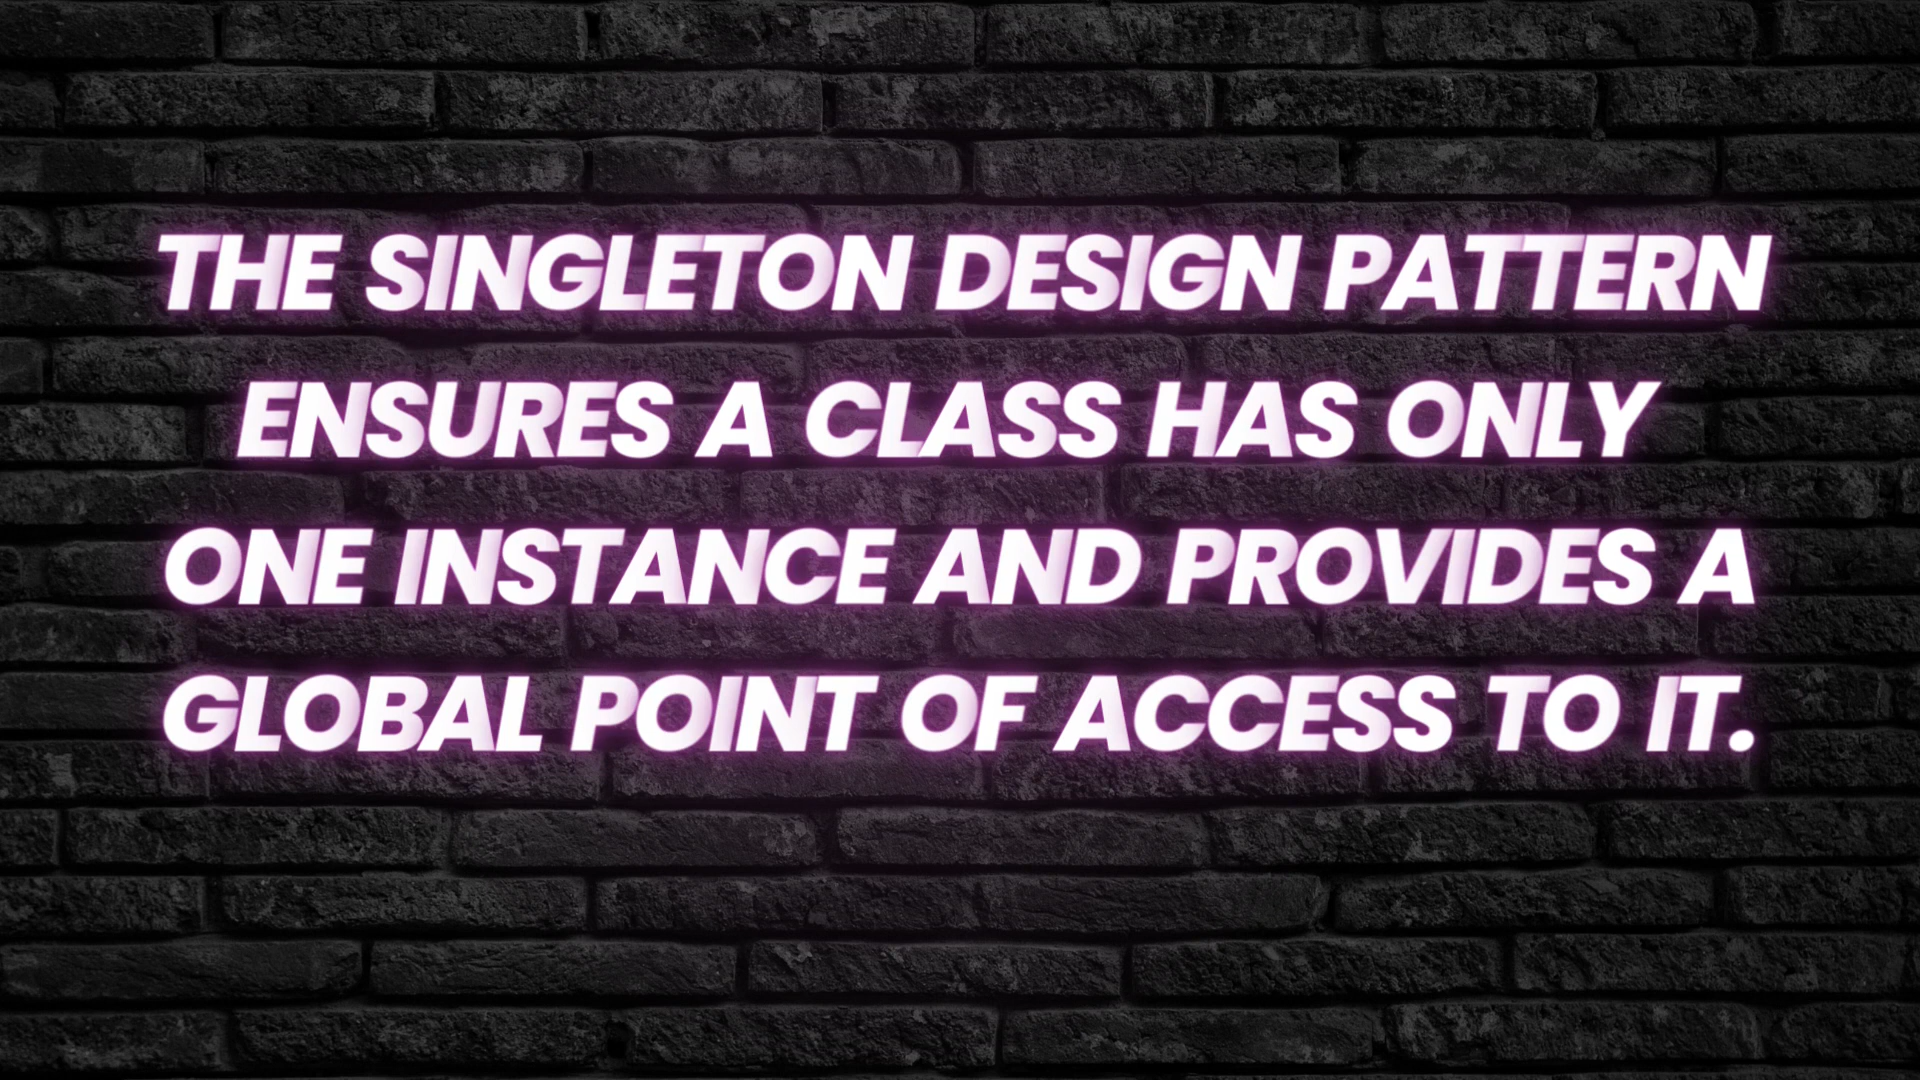 THE SINGLETON DESIGN PATTERN
ENSURES A CLASS HAS ONLY
ONE INSTANCE AND PROVIDES A
GLOBAL POINT OF ACCESS TO IT.